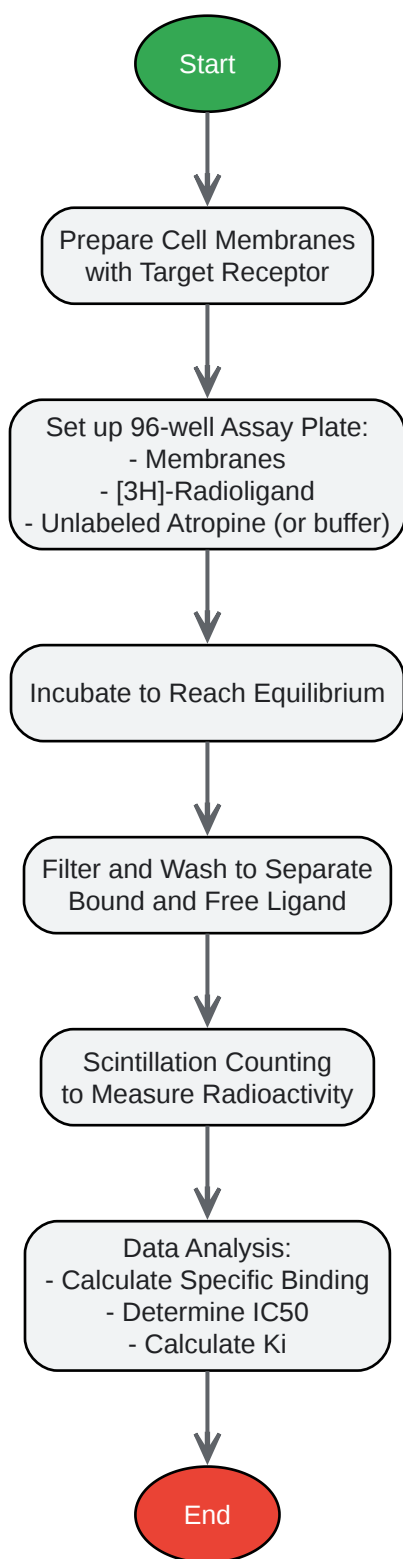 Start
Prepare Cell Membranes
with Target Receptor
Set up 96-well Assay Plate:
- Membranes
- [3H]-Radioligand
- Unlabeled Atropine (or buffer)
Incubate to Reach Equilibrium
Filter and Wash to Separate
Bound and Free Ligand
Scintillation Counting
to Measure Radioactivity
Data Analysis:
- Calculate Specific Binding
- Determine IC50
- Calculate Ki
End